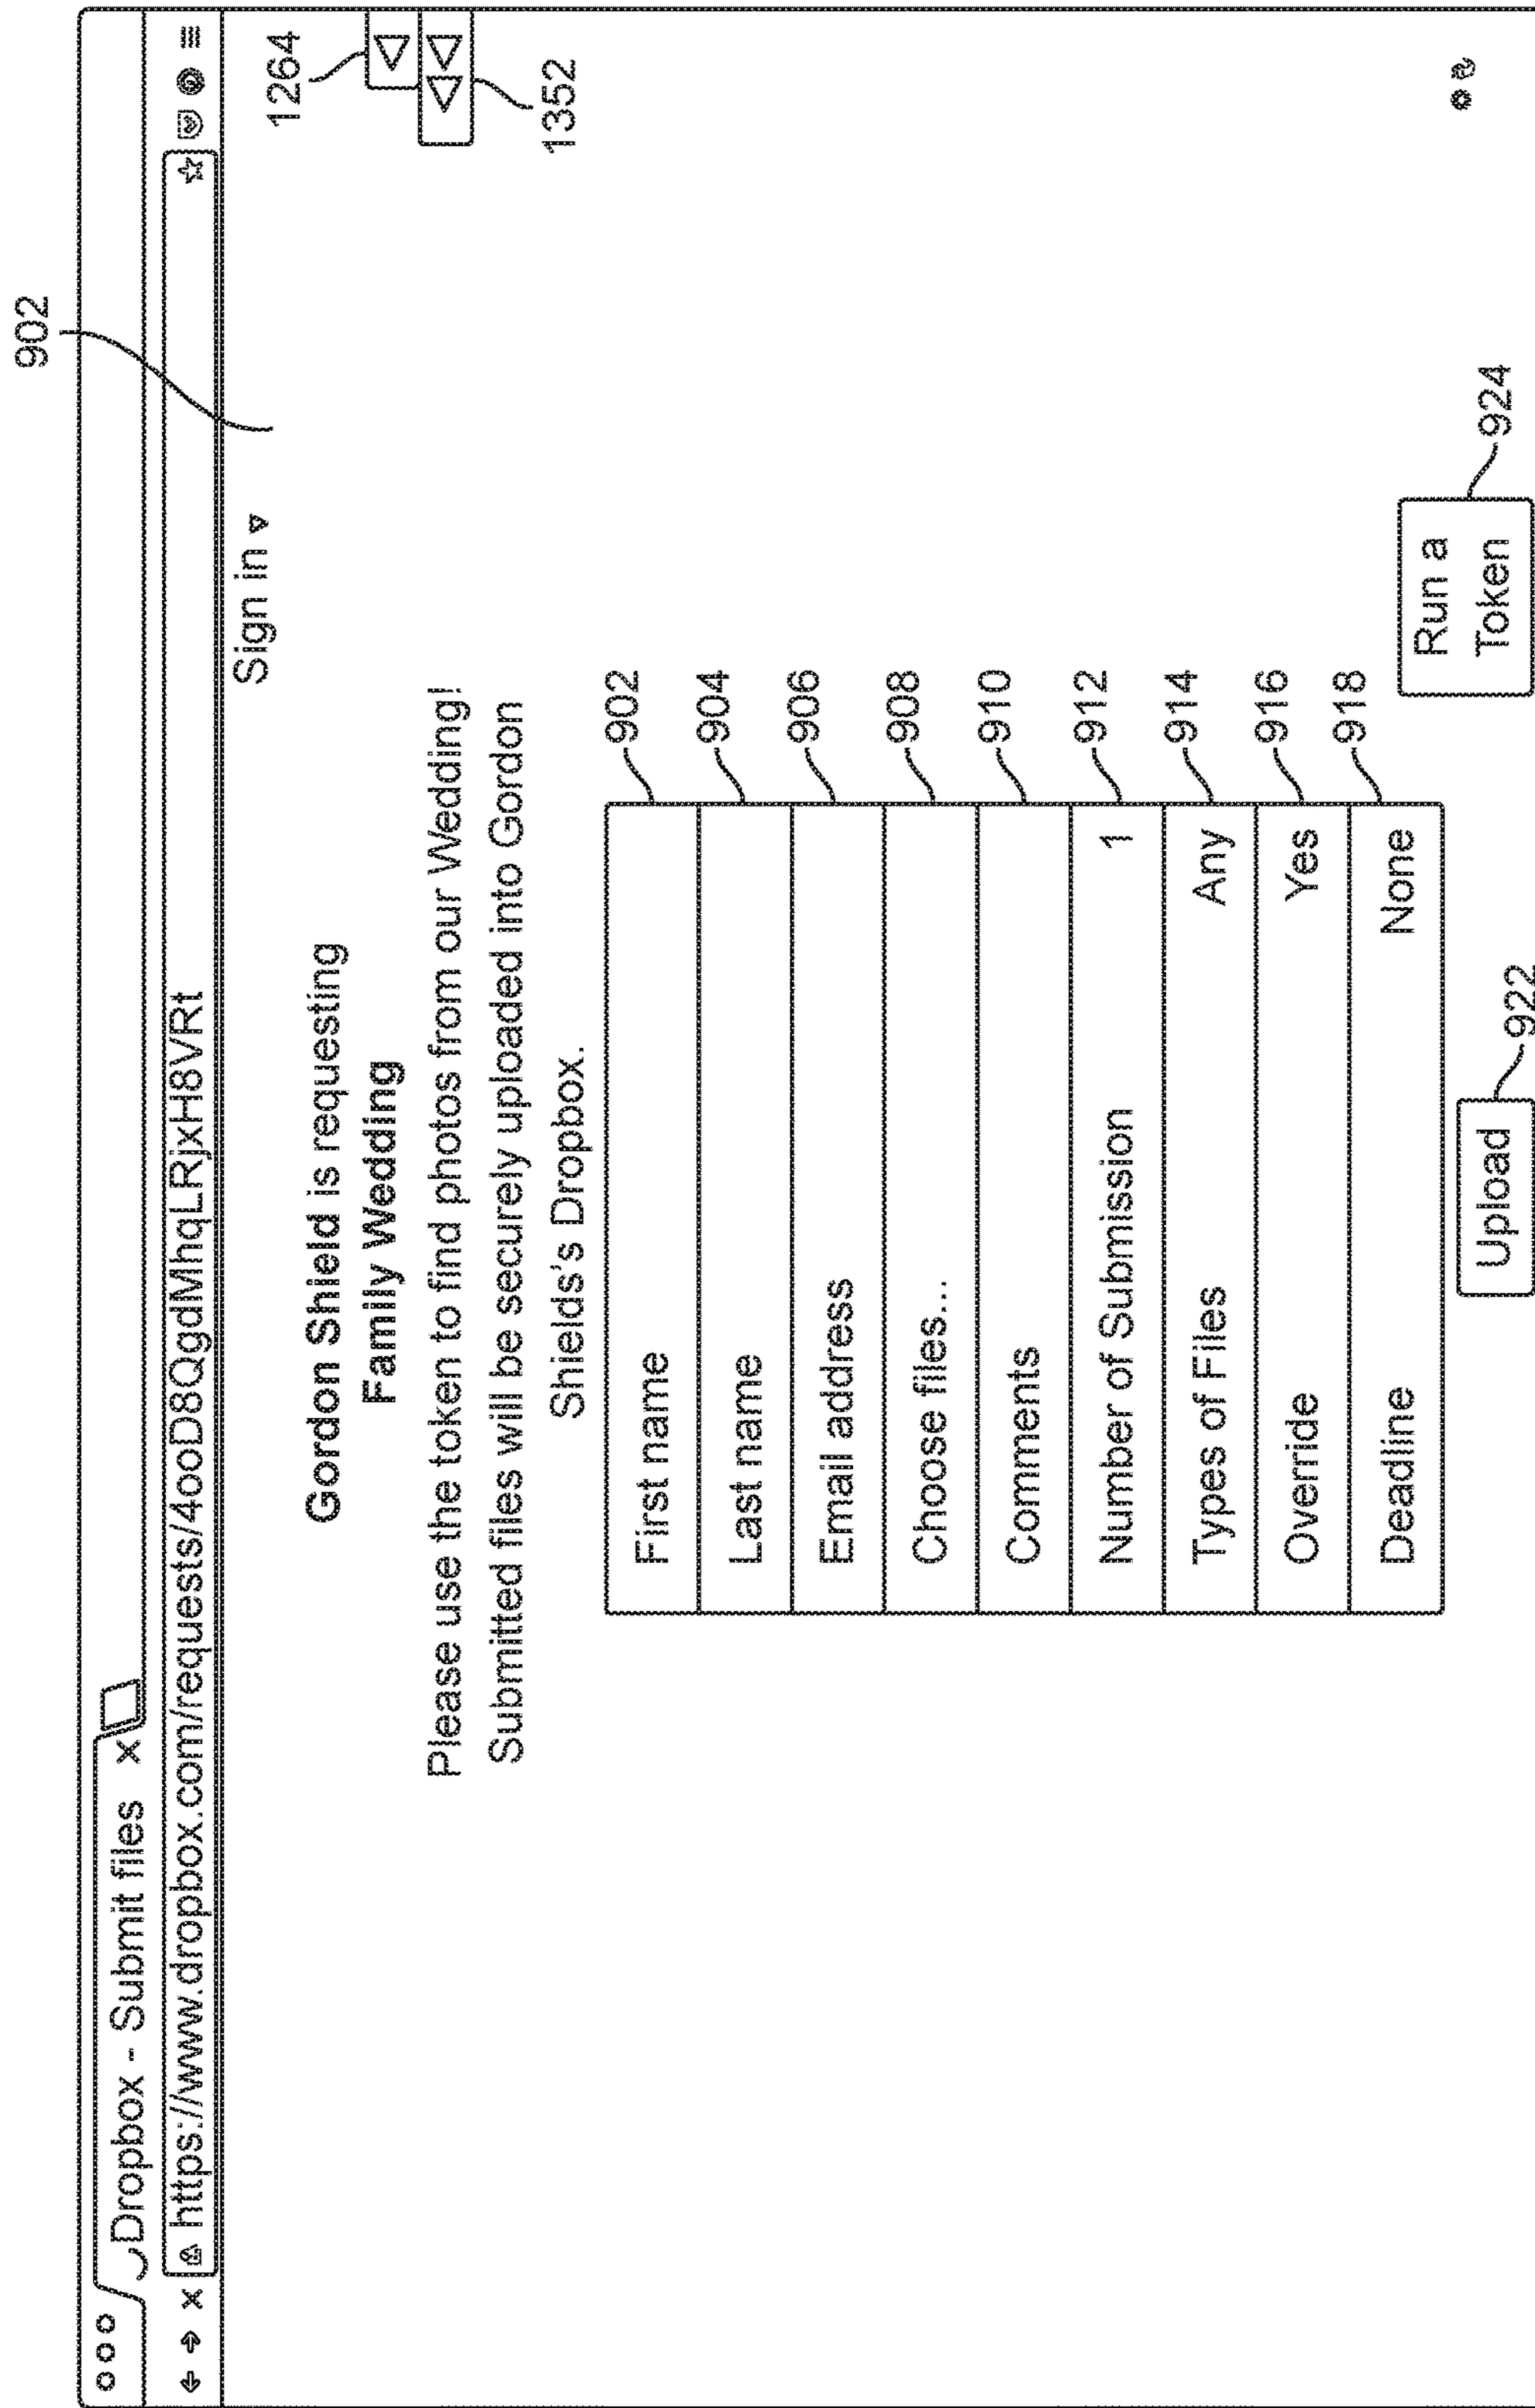 902
Dropbox - Submit files x
https://www.dropbox.com/requests/4ooD8QgdMhqLRjxH8VRt
Sign in
1264
1352
Gordon Shield is requesting
Family Wedding
Please use the token to find photos from our Wedding!
Submitted files will be securely uploaded into Gordon
Shields's Dropbox.
First name 902
Last name 904
Email address 906
Choose files... 908
Comments 910
Number of Submission 1 912
Types of Files Any 914
Override Yes 916
Deadline None 918
Upload 922
Run a
Token 924